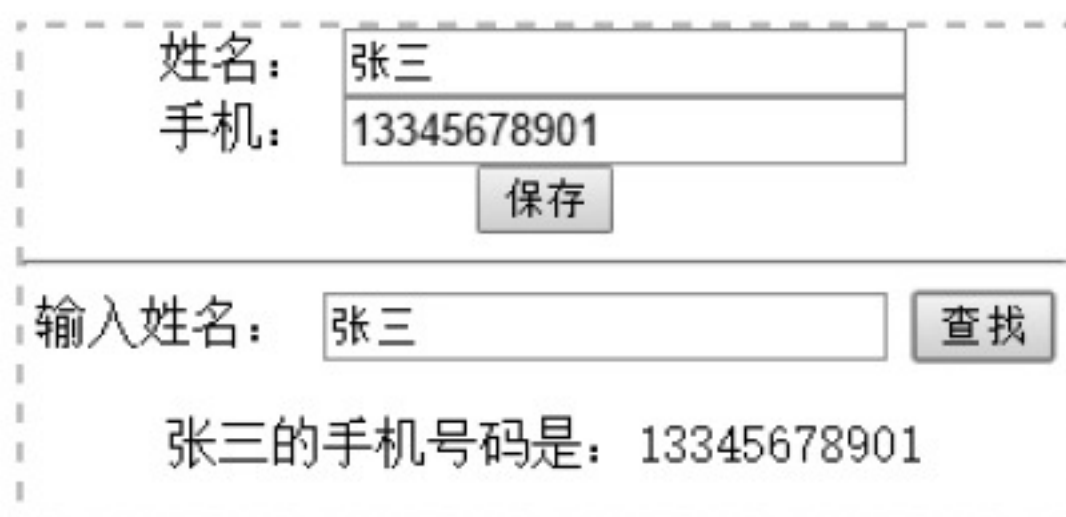 姓名： 张三
手机： 13345678901
保存
输入姓名： 张三 查找
张三的手机号码是：13345678901